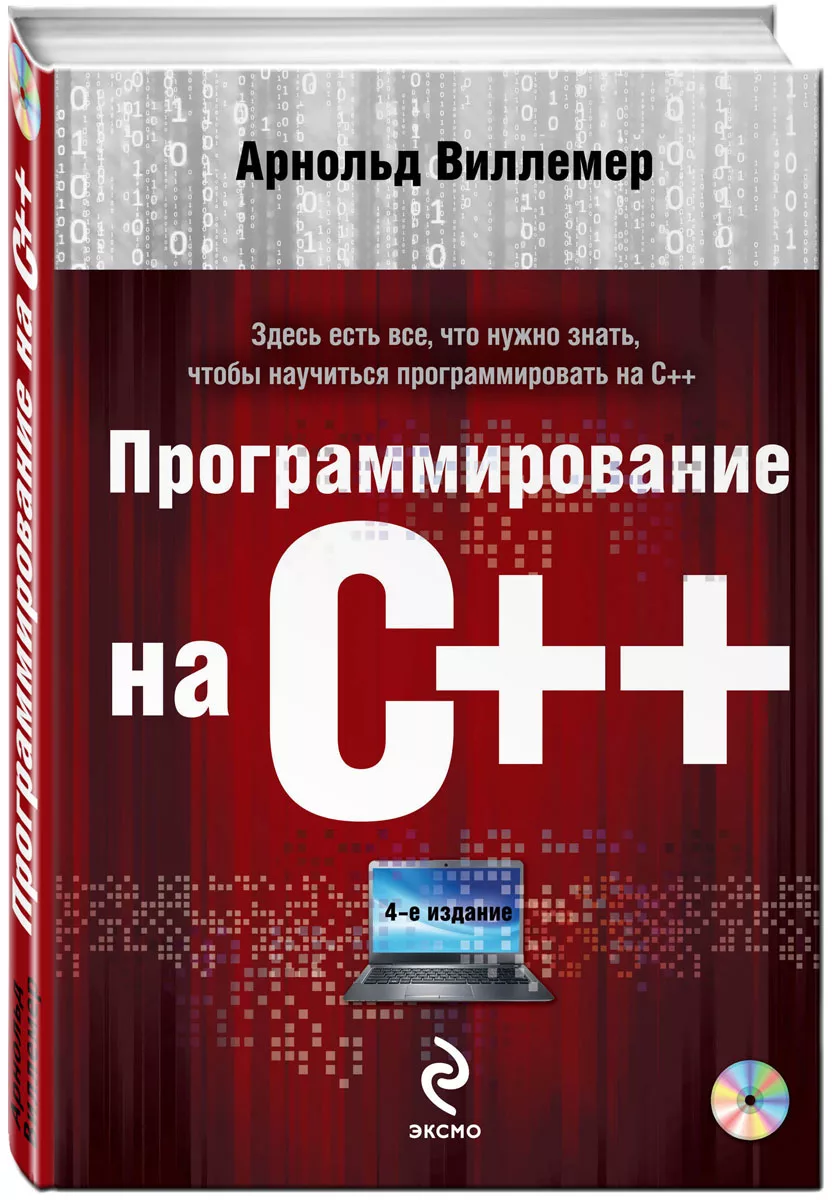 Арнольд Виллемер
Здесь есть все, что нужно знать,
чтобы научиться программировать на С++
Программирование
на С++
4-е издание
ЭКСМО
Программирование на С++
Арнольд
Виллемер